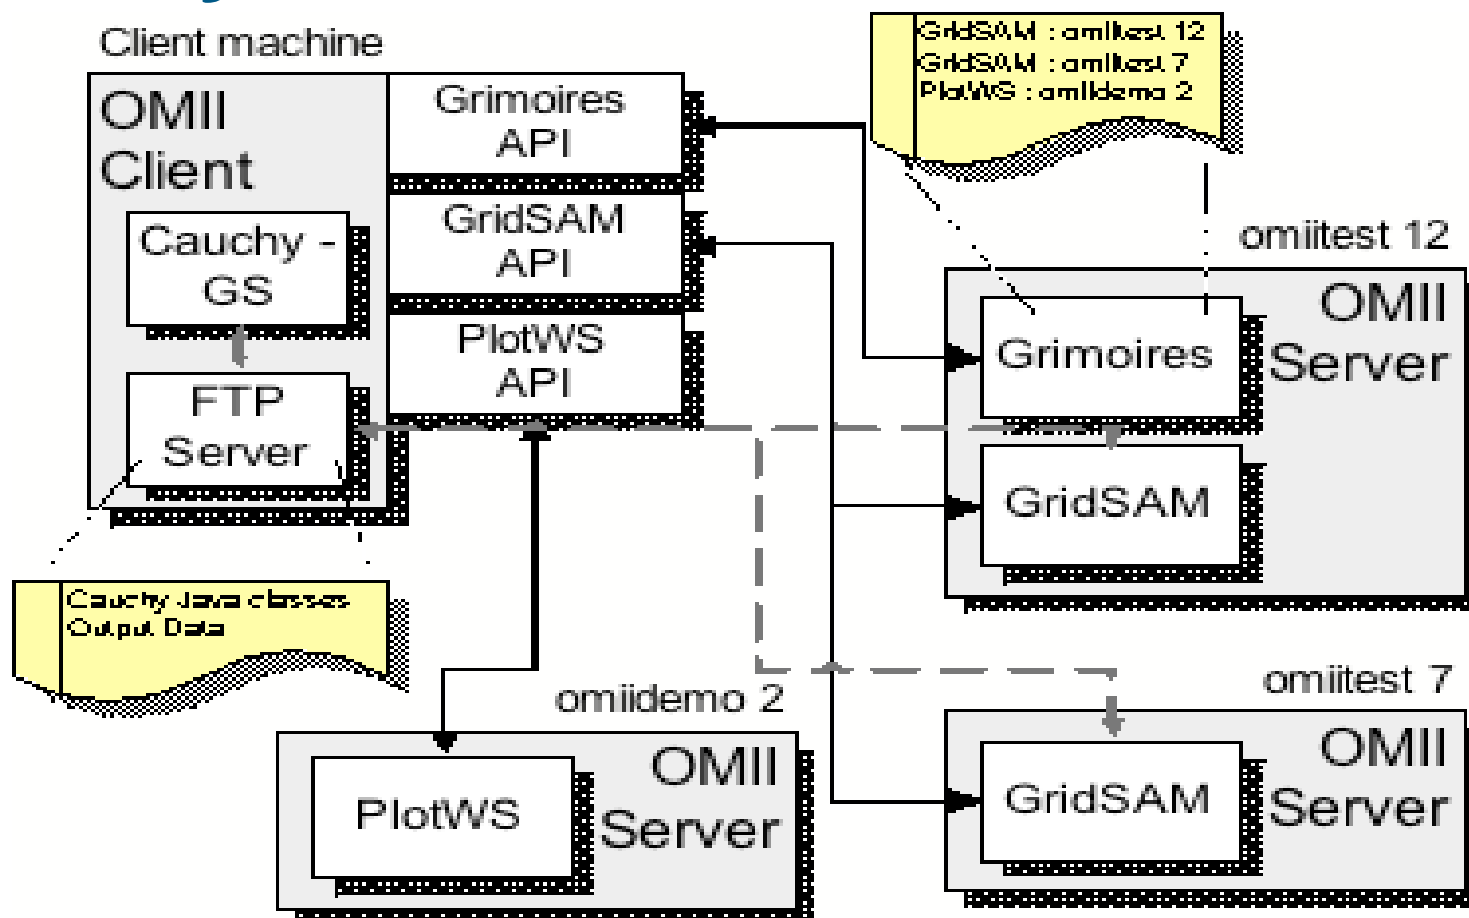 Client machine
OMII
Client
Grimoires
API
GridSAM
API
PlotWS
API
Cauchy -
GS
FTP
Server
GridSAM : omiitest 12
GridSAM : omiitest 7
PlotWS : omiidemo 2
omiitest 12
OMII
Server
Grimoires
GridSAM
Cauchy Java classes
Output Data
omiidemo 2
OMII
Server
PlotWS
omiitest 7
OMII
Server
GridSAM